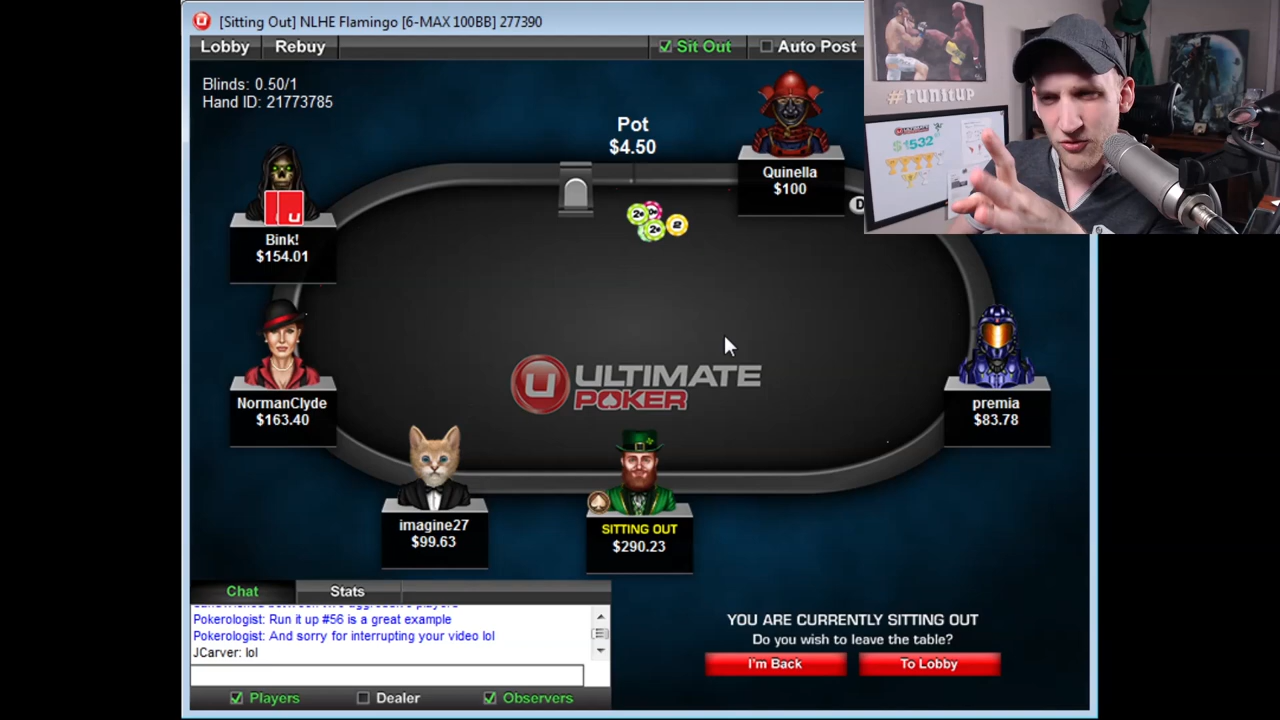 [Sitting Out] NLHE Flamingo [6-MAX 100BB] 277390
Lobby
Rebuy
Sit Out
Auto Post
Blinds: 0.50/1
Hand ID: 21773785
Pot
$4.50
#runitup
ULTIMATE
$1532
Quinella
$100
D
Bink!
$154.01
NormanClyde
$163.40
premia
$83.78
ULTIMATE
POKER
imagine27
$99.63
SITTING OUT
$290.23
Chat
Stats
Pokerologist: Run it up #56 is a great example
Pokerologist: And sorry for interrupting your video lol
JCarver: lol
YOU ARE CURRENTLY SITTING OUT
Do you wish to leave the table?
I'm Back
To Lobby
Players
Dealer
Observers